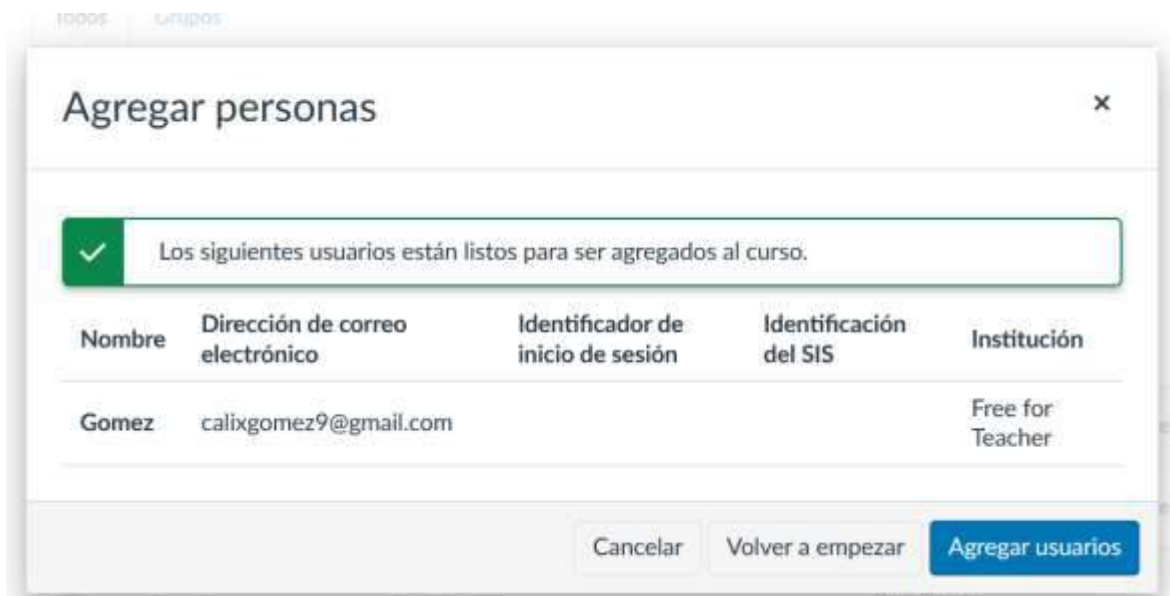 Todos Grupos
Agregar personas
Los siguientes usuarios están listos para ser agregados al curso.
Nombre Dirección de correo electrónico Identificador de inicio de sesión Identificación del SIS Institución
Gomez calixgomez9@gmail.com Free for Teacher
Cancelar Volver a empezar Agregar usuarios